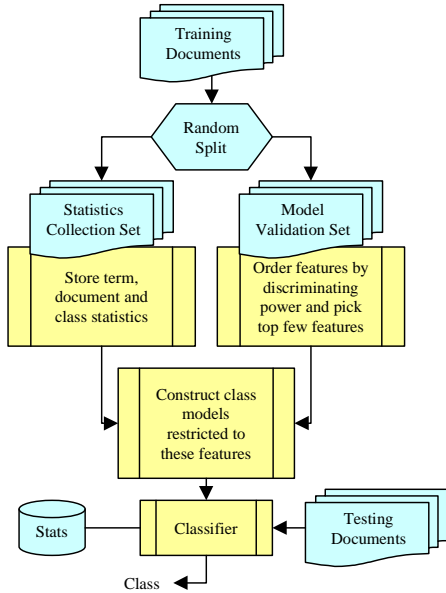 Training
Documents
Random
Split
Statistics
Collection Set
Model
Validation Set
Store term,
document and
class statistics
Order features by
discriminating
power and pick
top few features
Construct class
models
restricted to
these features
Stats
Classifier
Testing
Documents
Class